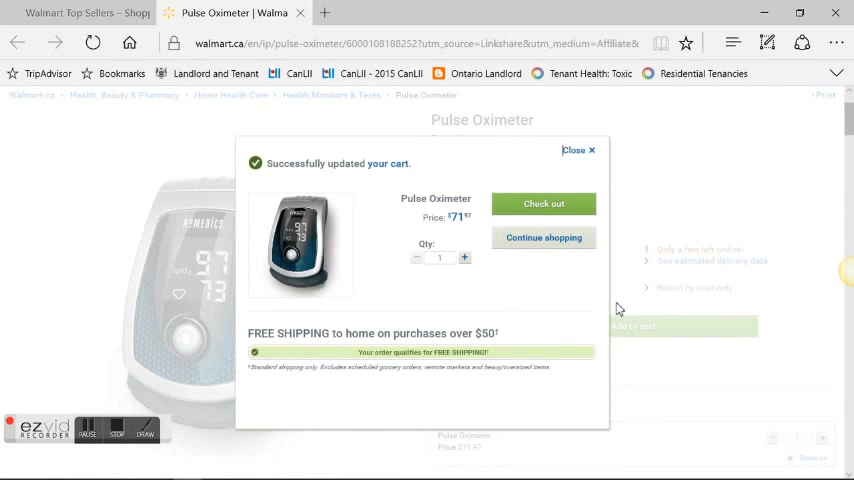 Walmart Top Sellers – Shopp
Pulse Oximeter | Walma
walmart.ca/en/ip/pulse-oximeter/6000108188252?utm_source=Linkshare&utm_medium=Affiliate&
TripAdvisor
Bookmarks
Landlord and Tenant
CanLII
CanLII - 2015 CanLII
Ontario Landlord
Tenant Health: Toxic
Residential Tenancies
Walmart.ca › Health, Beauty & Pharmacy › Home Health Care › Health Monitors & Tests › Pulse Oximeter
› Print
Pulse Oximeter
Close ×
Successfully updated your cart.
Pulse Oximeter
Price: $71.97
Qty:
− 1 +
Check out
Continue shopping
HOMEDICS
97
73
HOMEDICS
SpO2
97
73
! Only a few left online!
› See estimated delivery date
› Return by mail only
Add to cart
FREE SHIPPING to home on purchases over $50†
Your order qualifies for FREE SHIPPING!†
†Standard shipping only. Excludes scheduled grocery orders, remote markets and heavy/oversized items.
ezvid
RECORDER
PAUSE
STOP
DRAW
Pulse Oximeter
Price $71.97
1
× Remove